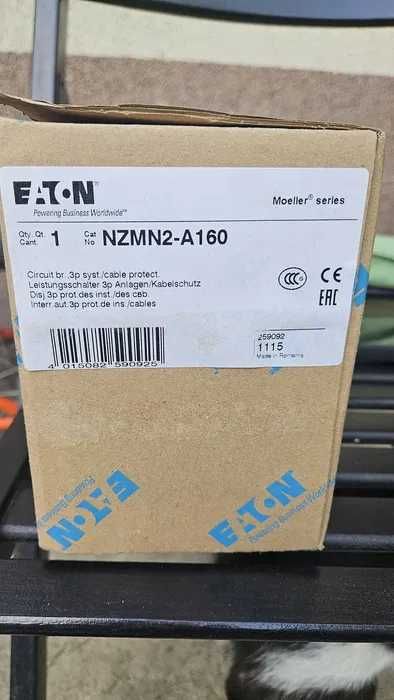 EATON
Powering Business Worldwide™
Moeller® series
Qty. Qt. Cant. 1 Cat No NZMN2-A160
Circuit br.,3p syst./cable protect.
Leistungsschalter 3p Anlagen/Kabelschutz
Disj 3p prot.des inst./des cab.
Interr.aut.3p prot.de ins./cables
CCC S CE
EAC
4 015082 590925
259092
1115
Made in Romania
EATON
Powering Business Worldwide
EATON
Powering Business Worldwide